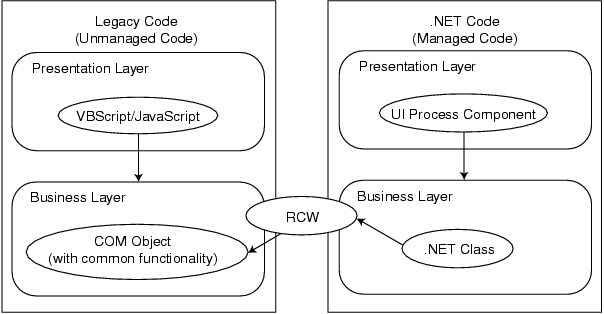 Legacy Code
(Unmanaged Code)
Presentation Layer
VBScript/JavaScript
Business Layer
COM Object
(with common functionality)
RCW
.NET Code
(Managed Code)
Presentation Layer
UI Process Component
Business Layer
.NET Class